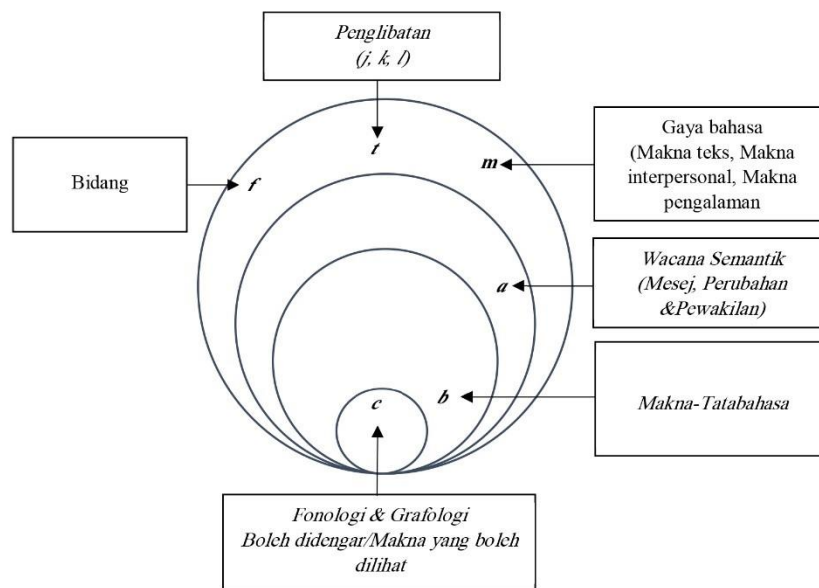 Penglibatan
(j, k, l)
Gaya bahasa
(Makna teks, Makna
interpersonal, Makna
pengalaman
Bidang
t
m
f
Wacana Semantik
(Mesej, Perubahan
&Pewakilan)
a
Makna-Tatabahasa
b
c
Fonologi & Grafologi
Boleh didengar/Makna yang boleh
dilihat